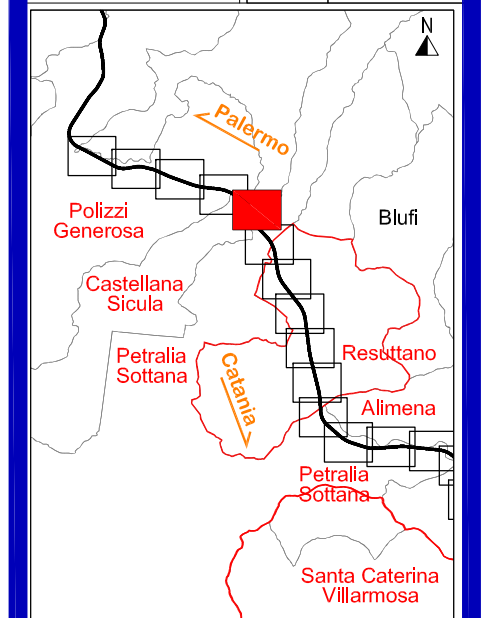 N
Palermo
Polizzi
Generosa
Blufi
Castellana
Sicula
Petralia
Sottana
Catania
Resuttano
Alimena
Petralia
Sottana
Santa Caterina
Villarmosa